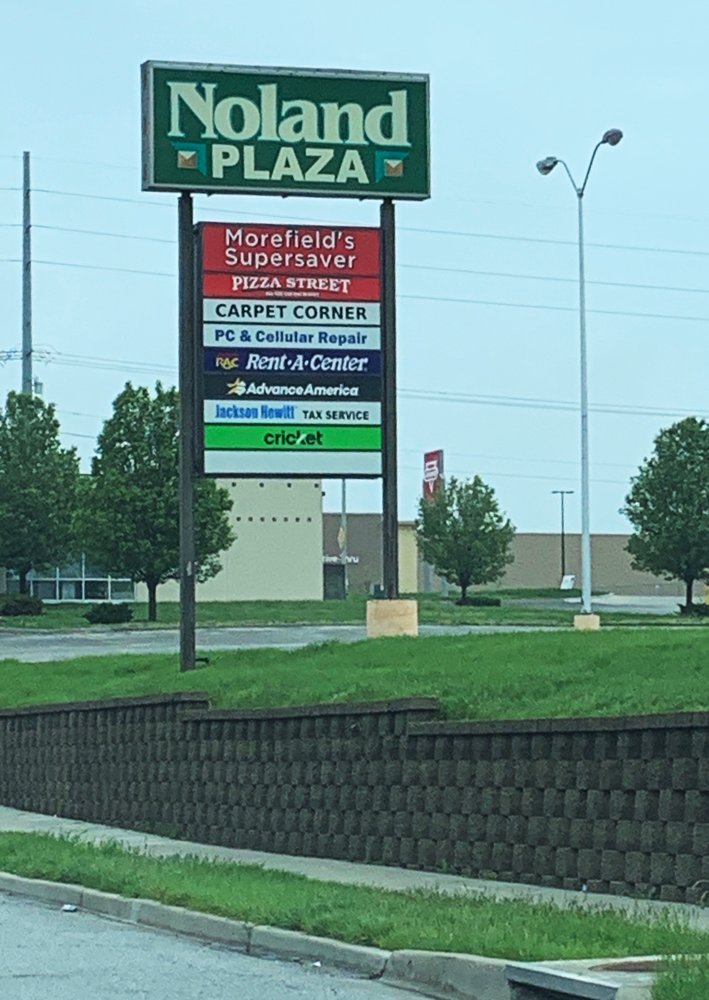 Noland
PLAZA
Morefield's
Supersaver
PIZZA STREET
CARPET CORNER
PC & Cellular Repair
RAC Rent-A-Center
AdvanceAmerica
Jackson Hewitt TAX SERVICE
cricket